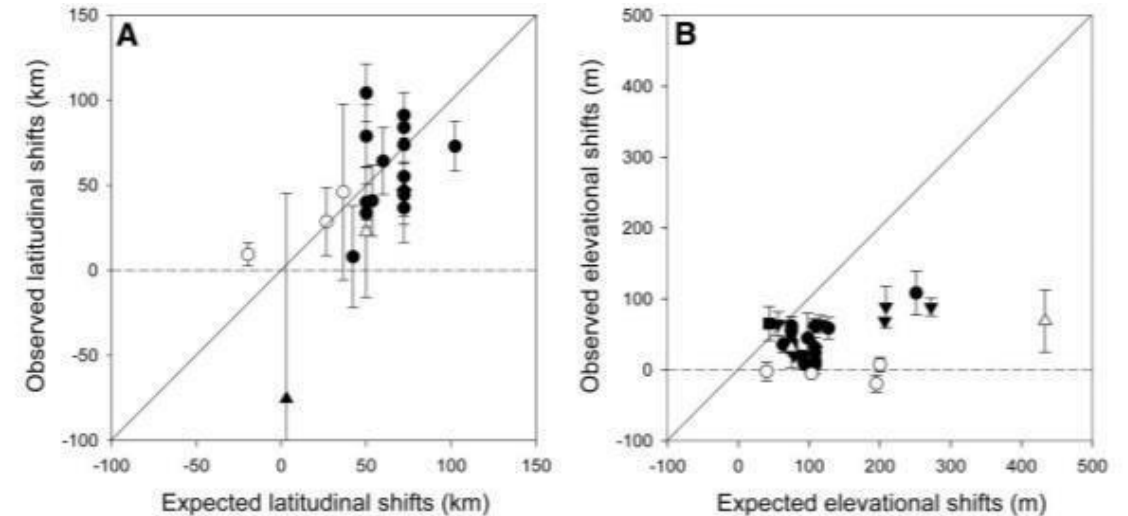 A
B
Observed latitudinal shifts (km)
150
100
50
0
-50
-100
-100 -50 0 50 100 150
Expected latitudinal shifts (km)
Observed elevational shifts (m)
500
400
300
200
100
0
-100
-100 0 100 200 300 400 500
Expected elevational shifts (m)